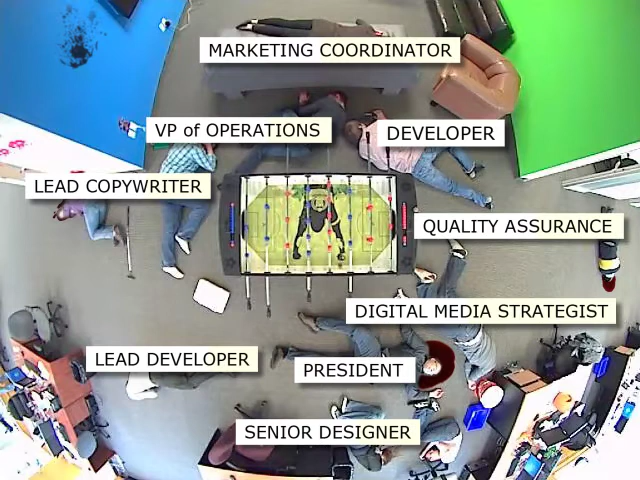 MARKETING COORDINATOR
VP of OPERATIONS
DEVELOPER
LEAD COPYWRITER
QUALITY ASSURANCE
DIGITAL MEDIA STRATEGIST
LEAD DEVELOPER
PRESIDENT
SENIOR DESIGNER